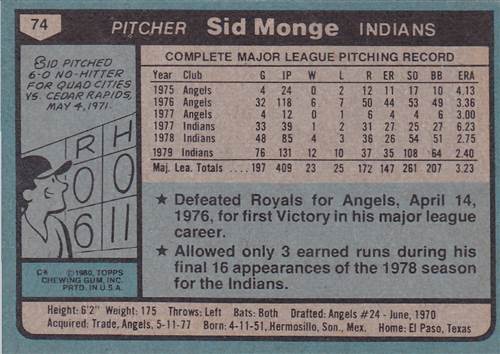 74 PITCHER Sid Monge INDIANS
SID PITCHED
6-0 NO-HITTER
FOR QUAD CITIES
VS. CEDAR RAPIDS,
MAY 4, 1971.
R H
0 0
6 11
C* ©1980, TOPPS
CHEWING GUM, INC.
PRTD. IN U.S.A.
COMPLETE MAJOR LEAGUE PITCHING RECORD
Year Club G IP W L R ER SO BB ERA
1975 Angels 4 24 0 2 12 11 17 10 4.13
1976 Angels 32 118 6 7 50 44 53 49 3.36
1977 Angels 4 12 0 1 6 4 4 6 3.00
1977 Indians 33 39 1 2 31 27 25 27 6.23
1978 Indians 48 85 4 3 36 26 54 51 2.75
1979 Indians 76 131 12 10 37 35 108 64 2.40
Maj. Lea. Totals 197 409 23 25 172 147 261 207 3.23
★ Defeated Royals for Angels, April 14,
1976, for first Victory in his major league
career.
★ Allowed only 3 earned runs during his
final 16 appearances of the 1978 season
for the Indians.
Height: 6'2" Weight: 175 Throws: Left Bats: Both Drafted: Angels #24 - June, 1970
Acquired: Trade, Angels, 5-11-77 Born: 4-11-51, Hermosillo, Son., Mex. Home: El Paso, Texas